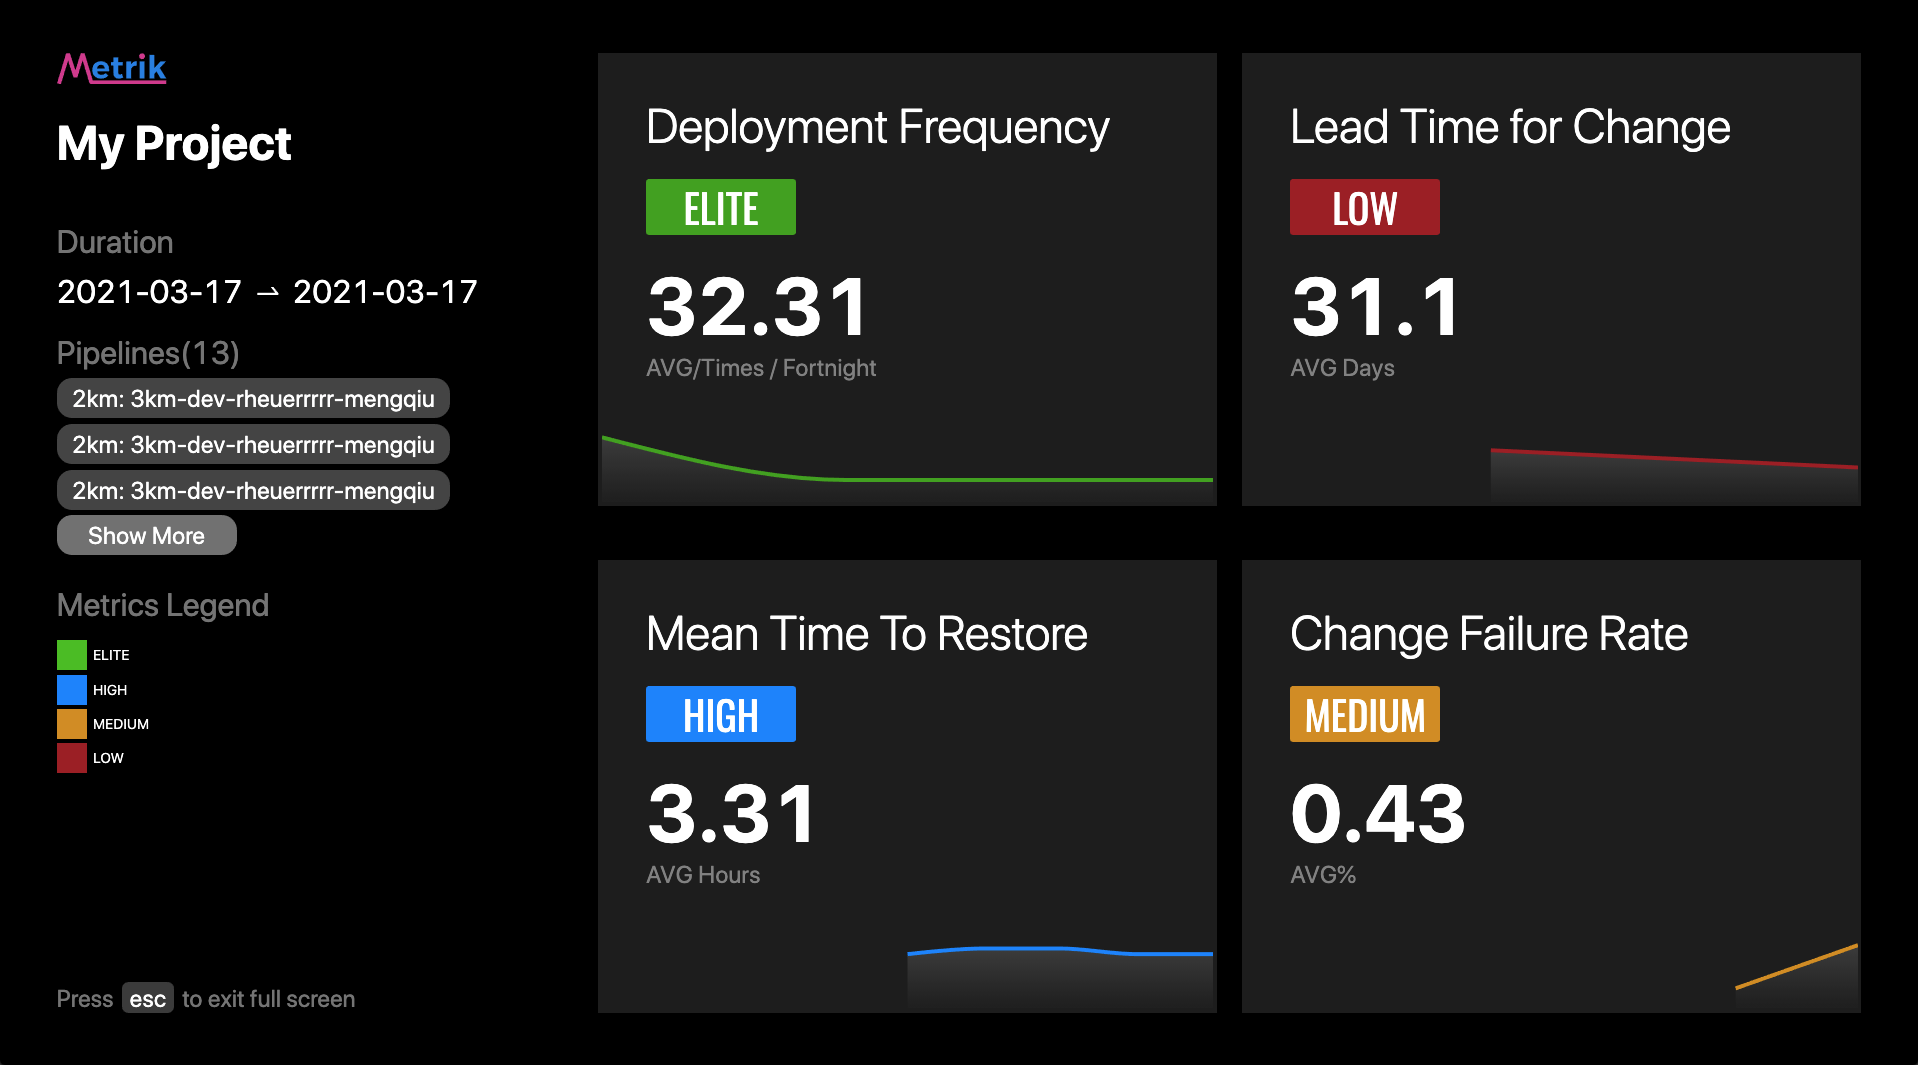 Metrik
My Project
Duration
2021-03-17 → 2021-03-17
Pipelines(13)
2km: 3km-dev-rheuerrrrr-mengqiu
2km: 3km-dev-rheuerrrrr-mengqiu
2km: 3km-dev-rheuerrrrr-mengqiu
Show More
Metrics Legend
ELITE
HIGH
MEDIUM
LOW
Press esc to exit full screen
Deployment Frequency
ELITE
32.31
AVG/Times / Fortnight
Lead Time for Change
LOW
31.1
AVG Days
Mean Time To Restore
HIGH
3.31
AVG Hours
Change Failure Rate
MEDIUM
0.43
AVG%